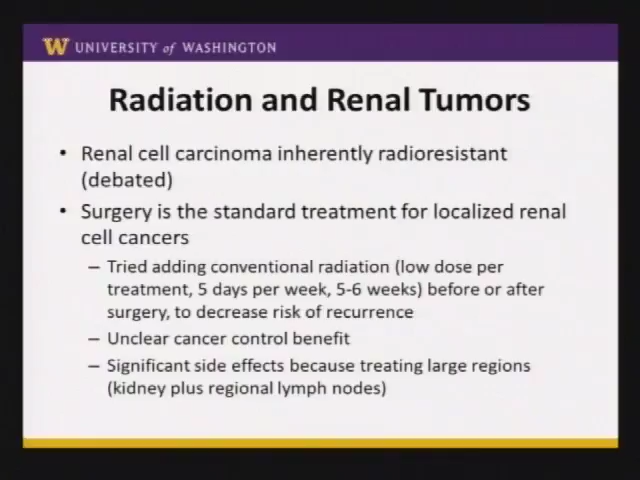 W UNIVERSITY of WASHINGTON
Radiation and Renal Tumors
• Renal cell carcinoma inherently radioresistant
(debated)
• Surgery is the standard treatment for localized renal
cell cancers
– Tried adding conventional radiation (low dose per
treatment, 5 days per week, 5-6 weeks) before or after
surgery, to decrease risk of recurrence
– Unclear cancer control benefit
– Significant side effects because treating large regions
(kidney plus regional lymph nodes)